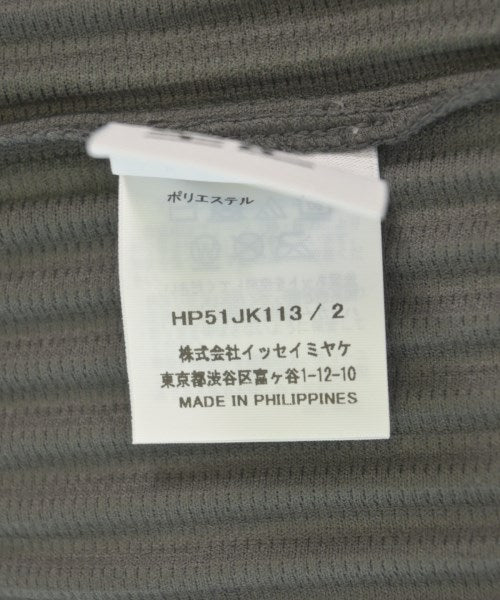 ポリエステル
HP51JK113 / 2
株式会社イッセイミヤケ
東京都渋谷区富ヶ谷1-12-10
MADE IN PHILIPPINES